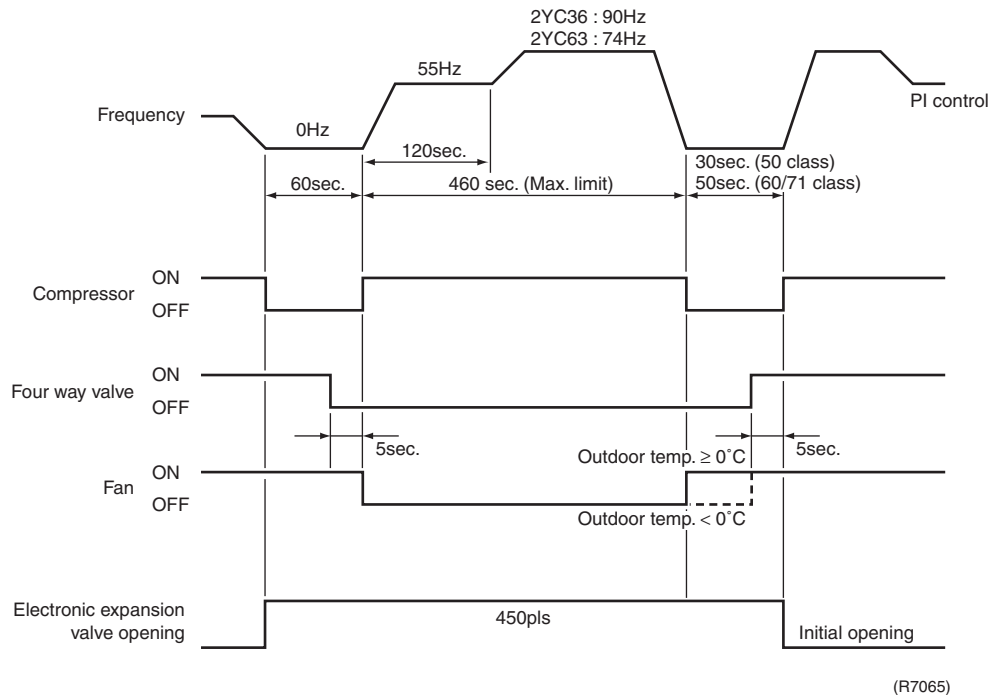 2YC36 : 90Hz
2YC63 : 74Hz
55Hz
Frequency
0Hz
PI control
120sec.
30sec. (50 class)
60sec.
460 sec. (Max. limit)
50sec. (60/71 class)
Compressor
ON
OFF
Four way valve
ON
OFF
5sec.
5sec.
Outdoor temp. ≥ 0˚C
Fan
ON
OFF
Outdoor temp. < 0˚C
Electronic expansion
valve opening
450pls
Initial opening
(R7065)